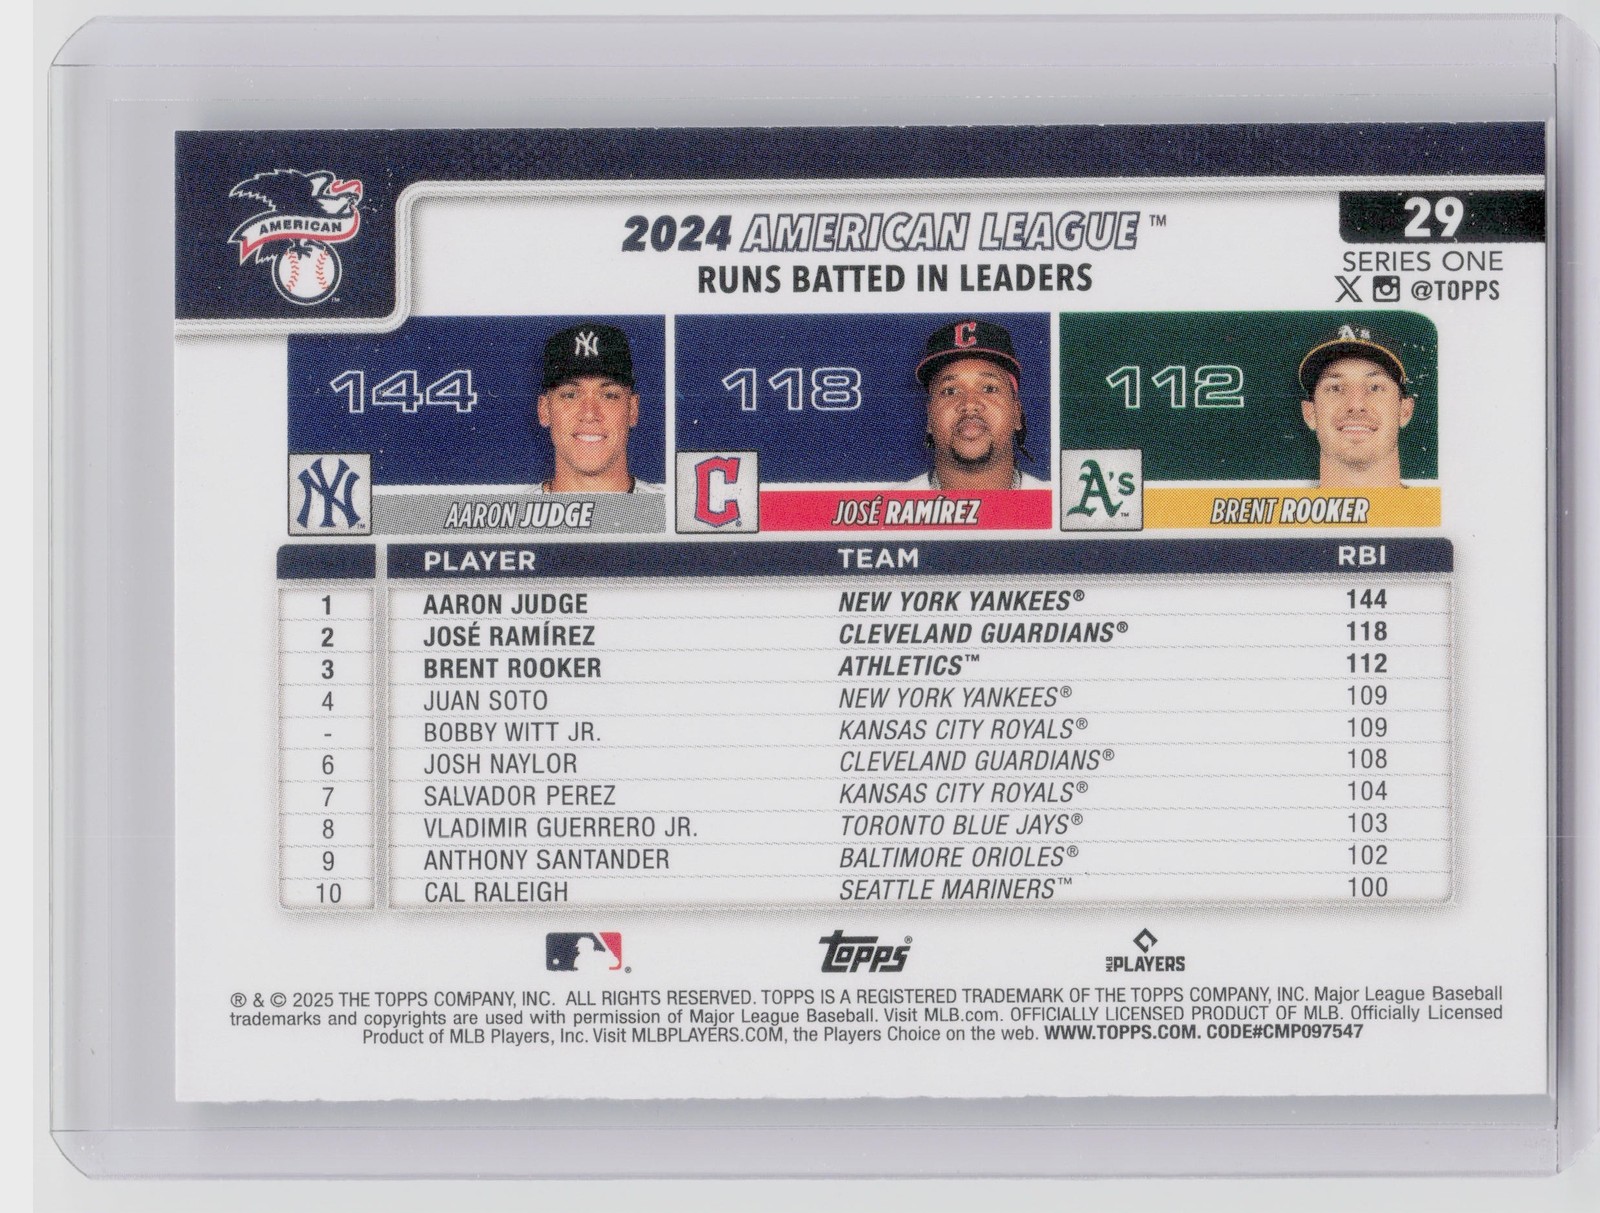 AMERICAN
™
2024 AMERICAN LEAGUE™
RUNS BATTED IN LEADERS
29
SERIES ONE
X @TOPPS
144
NY
™
AARON JUDGE
118
C
C
®
JOSÉ RAMÍREZ
112
A's
A's
™
BRENT ROOKER
PLAYER TEAM RBI
1 AARON JUDGE NEW YORK YANKEES® 144
2 JOSÉ RAMÍREZ CLEVELAND GUARDIANS® 118
3 BRENT ROOKER ATHLETICS™ 112
4 JUAN SOTO NEW YORK YANKEES® 109
- BOBBY WITT JR. KANSAS CITY ROYALS® 109
6 JOSH NAYLOR CLEVELAND GUARDIANS® 108
7 SALVADOR PEREZ KANSAS CITY ROYALS® 104
8 VLADIMIR GUERRERO JR. TORONTO BLUE JAYS® 103
9 ANTHONY SANTANDER BALTIMORE ORIOLES® 102
10 CAL RALEIGH SEATTLE MARINERS™ 100
topps®
MLB PLAYERS
® & © 2025 THE TOPPS COMPANY, INC. ALL RIGHTS RESERVED. TOPPS IS A REGISTERED TRADEMARK OF THE TOPPS COMPANY, INC. Major League Baseball
trademarks and copyrights are used with permission of Major League Baseball. Visit MLB.com. OFFICIALLY LICENSED PRODUCT OF MLB. Officially Licensed
Product of MLB Players, Inc. Visit MLBPLAYERS.COM, the Players Choice on the web. WWW.TOPPS.COM. CODE#CMP097547